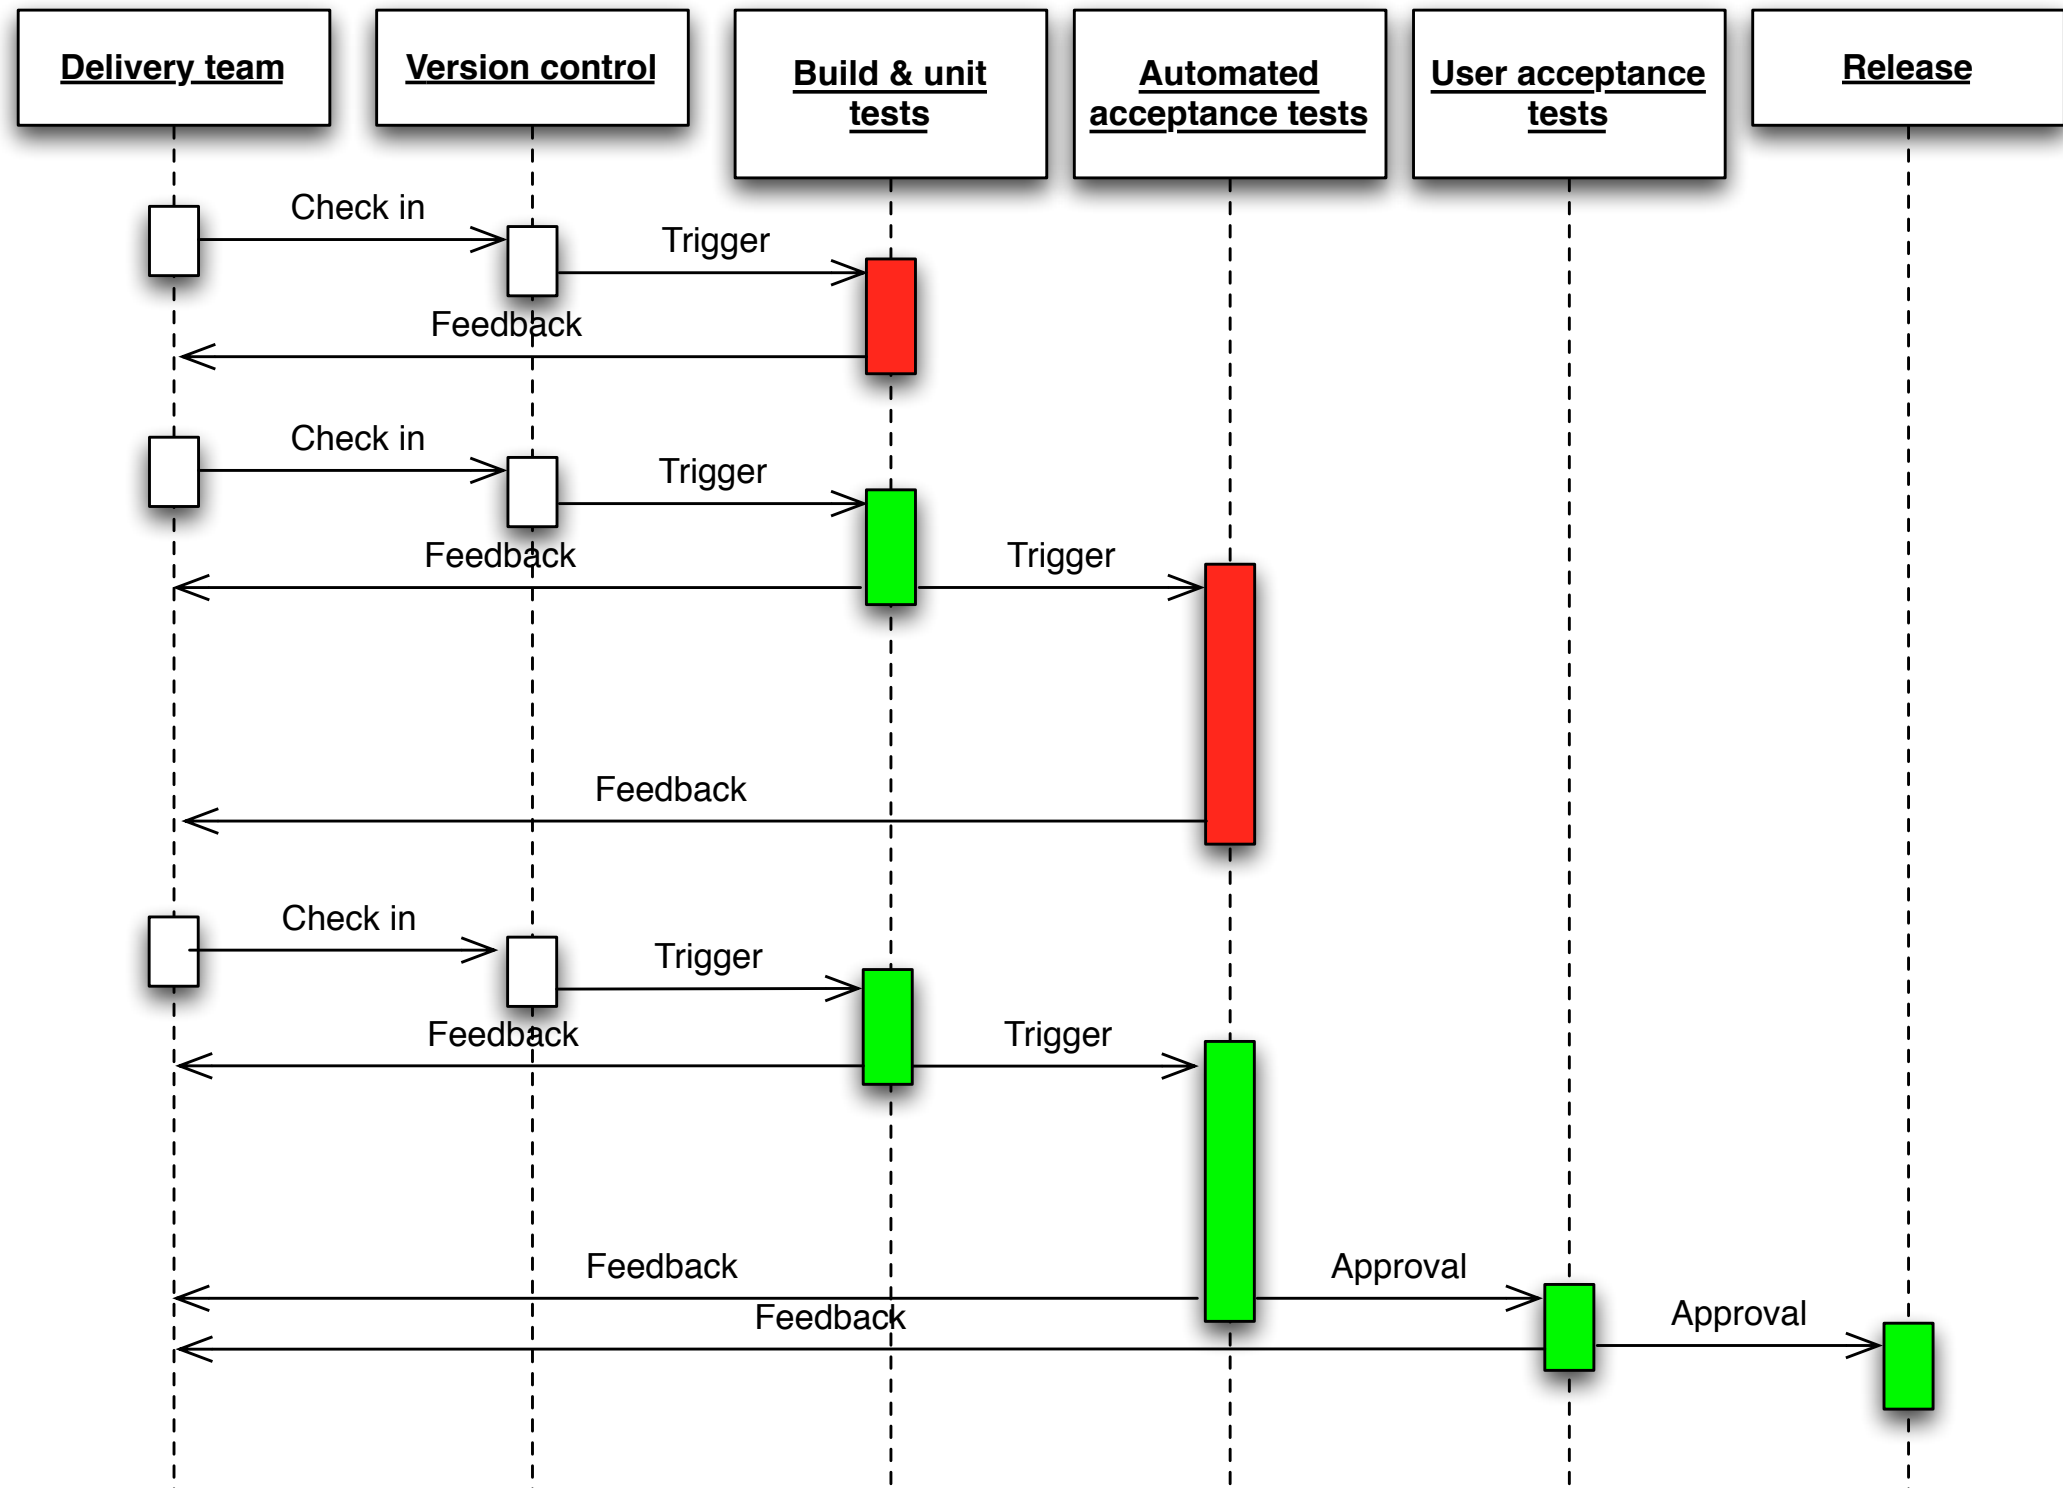 Delivery team
Version control
Build & unit
tests
Automated
acceptance tests
User acceptance
tests
Release
Check in
Trigger
Feedback
Check in
Trigger
Feedback
Trigger
Feedback
Check in
Trigger
Feedback
Trigger
Feedback
Approval
Feedback
Approval